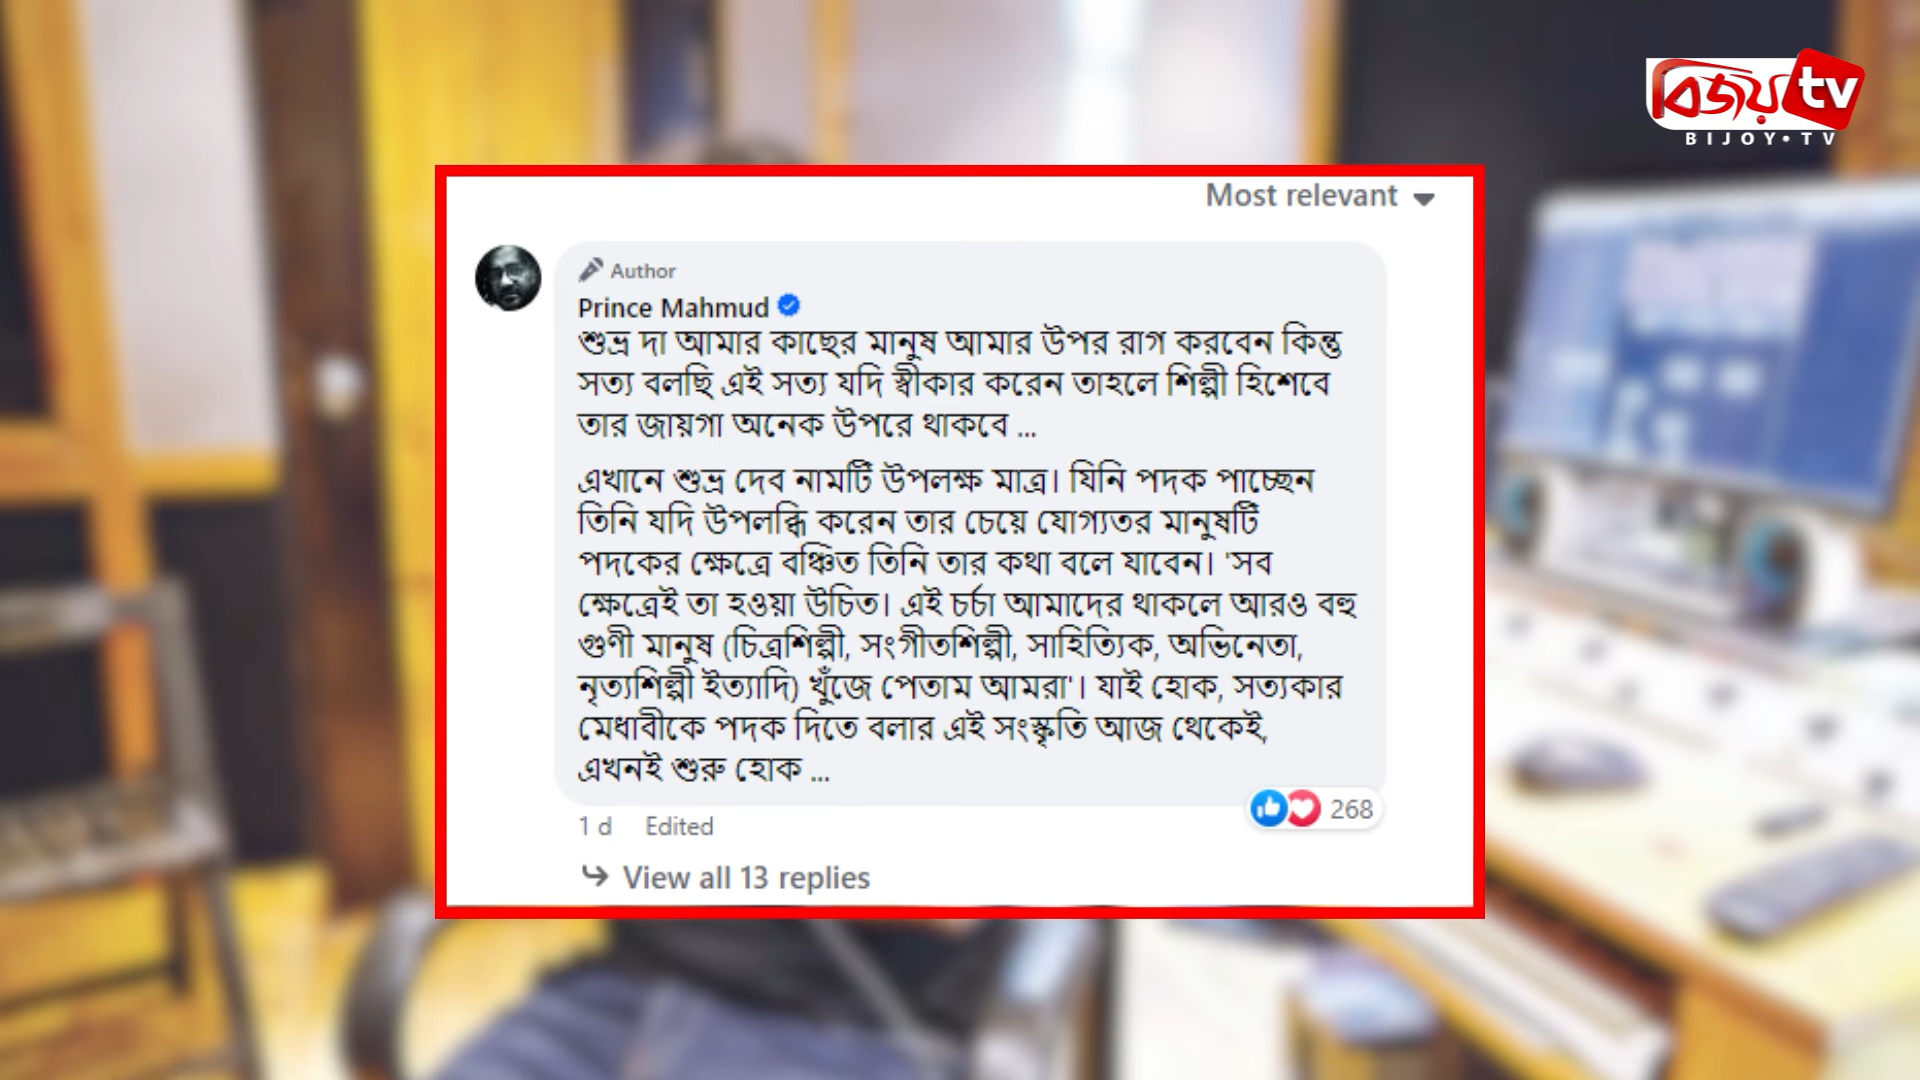 বিজয় tv
BIJOY•TV
Most relevant
Author
Prince Mahmud
শুভ্র দা আমার কাছের মানুষ আমার উপর রাগ করবেন কিন্তু
সত্য বলছি এই সত্য যদি স্বীকার করেন তাহলে শিল্পী হিশেবে
তার জায়গা অনেক উপরে থাকবে ...
এখানে শুভ্র দেব নামটি উপলক্ষ মাত্র। যিনি পদক পাচ্ছেন
তিনি যদি উপলব্ধি করেন তার চেয়ে যোগ্যতর মানুষটি
পদকের ক্ষেত্রে বঞ্চিত তিনি তার কথা বলে যাবেন। 'সব
ক্ষেত্রেই তা হওয়া উচিত। এই চর্চা আমাদের থাকলে আরও বহু
গুণী মানুষ (চিত্রশিল্পী, সংগীতশিল্পী, সাহিত্যিক, অভিনেতা,
নৃত্যশিল্পী ইত্যাদি) খুঁজে পেতাম আমরা'। যাই হোক, সত্যকার
মেধাবীকে পদক দিতে বলার এই সংস্কৃতি আজ থেকেই,
এখনই শুরু হোক ...
268
1 d Edited
View all 13 replies